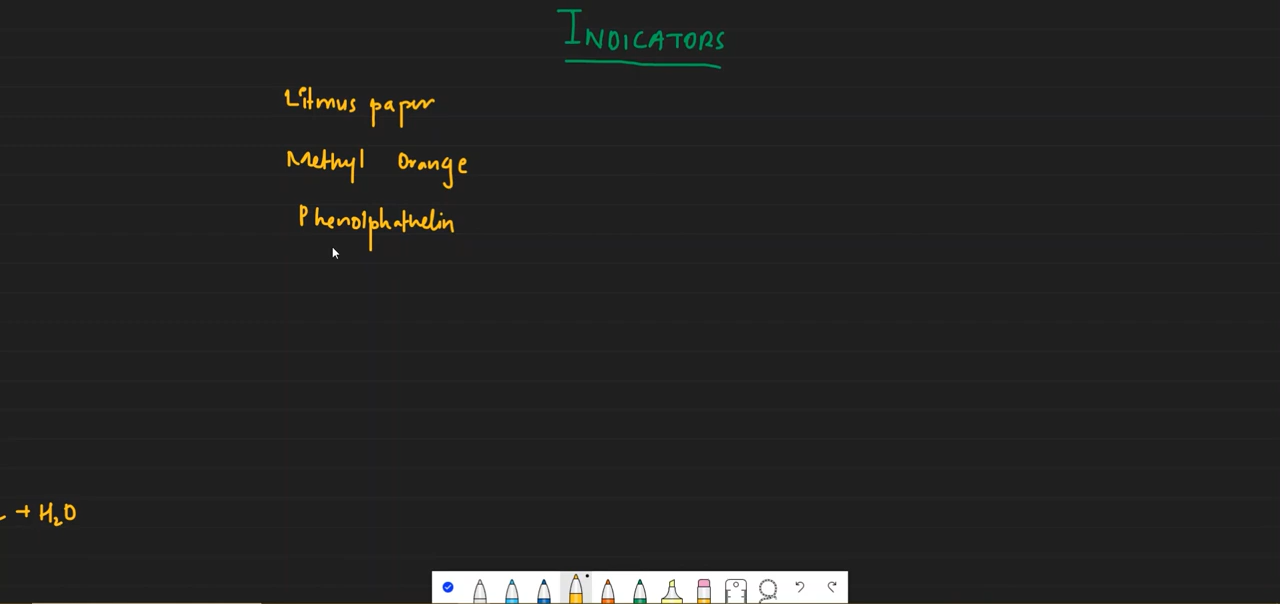 INDICATORS
Litmus paper
Methyl Orange
Phenolphathelin
+ H₂O